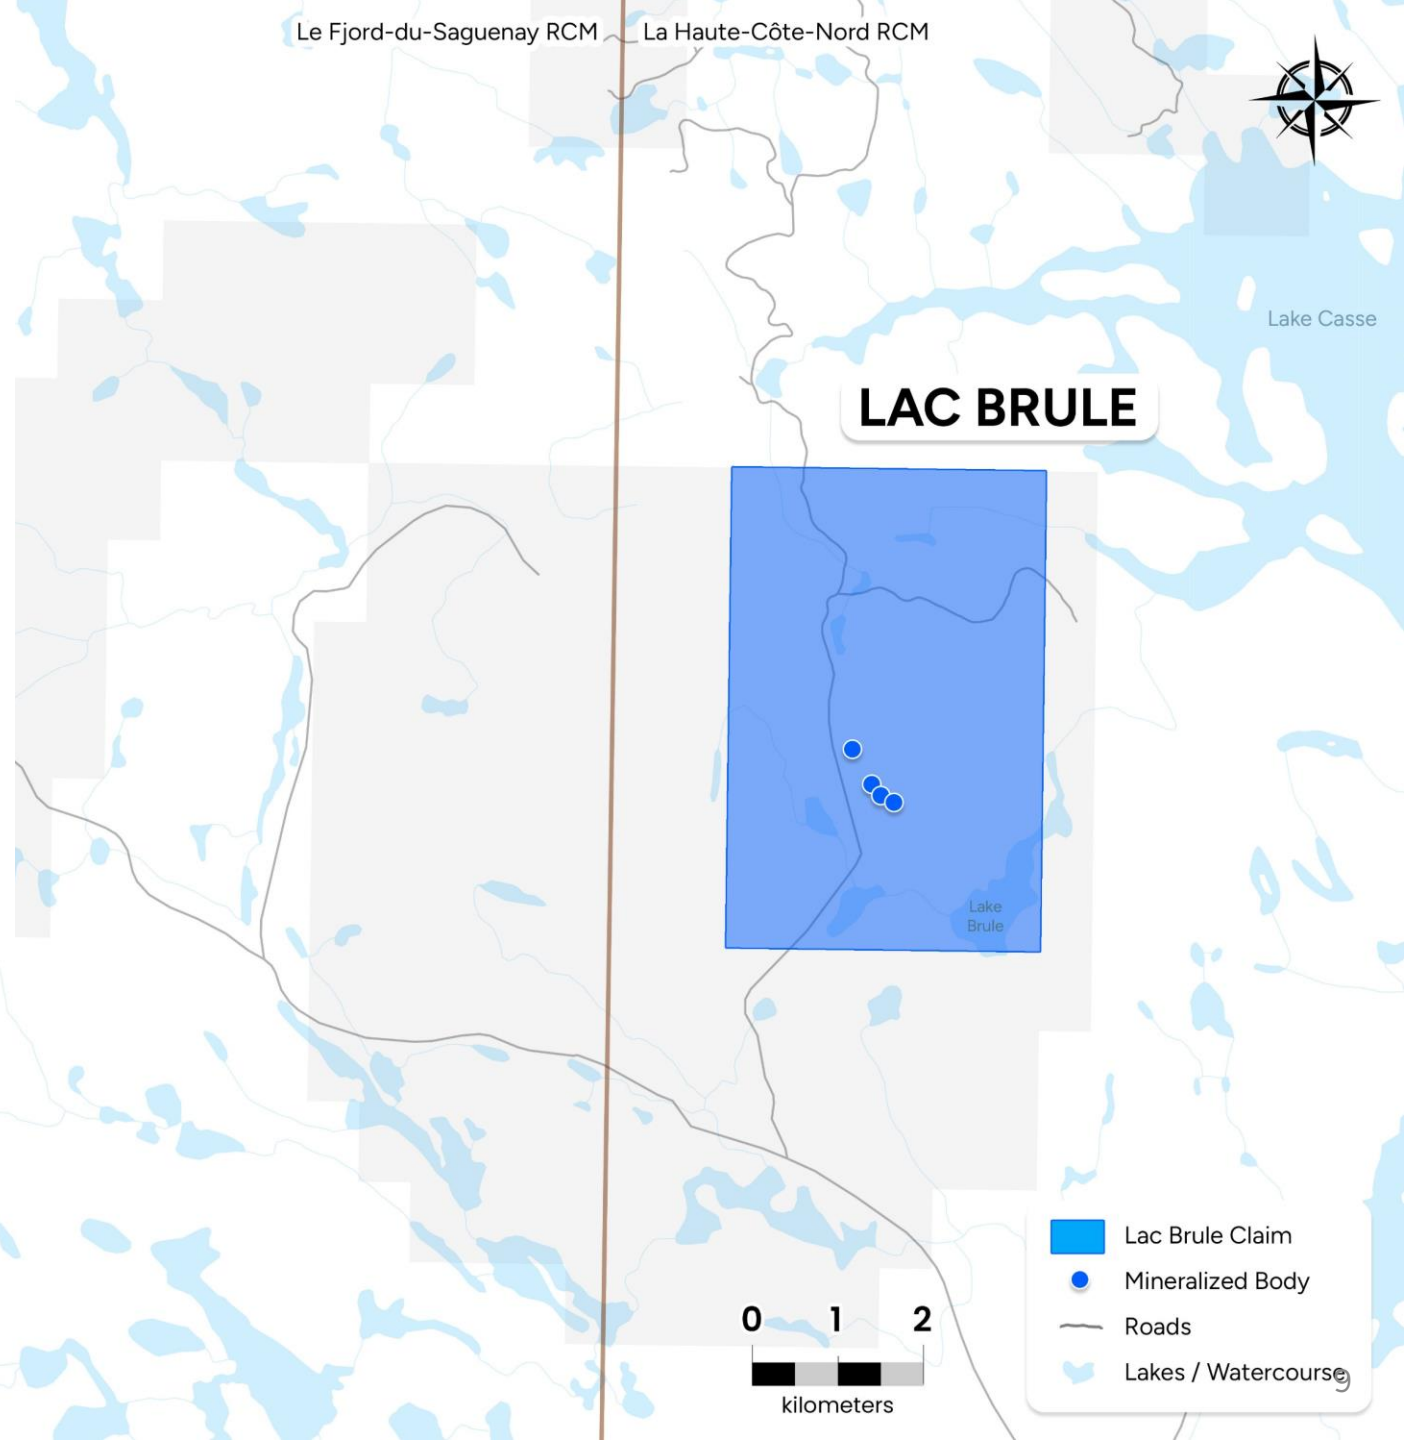 Le Fjord-du-Saguenay RCM
La Haute-Côte-Nord RCM
Lake Casse
LAC BRULE
Lake
Brule
Lac Brule Claim
Mineralized Body
Roads
Lakes / Watercourse
9
0 1 2
kilometers